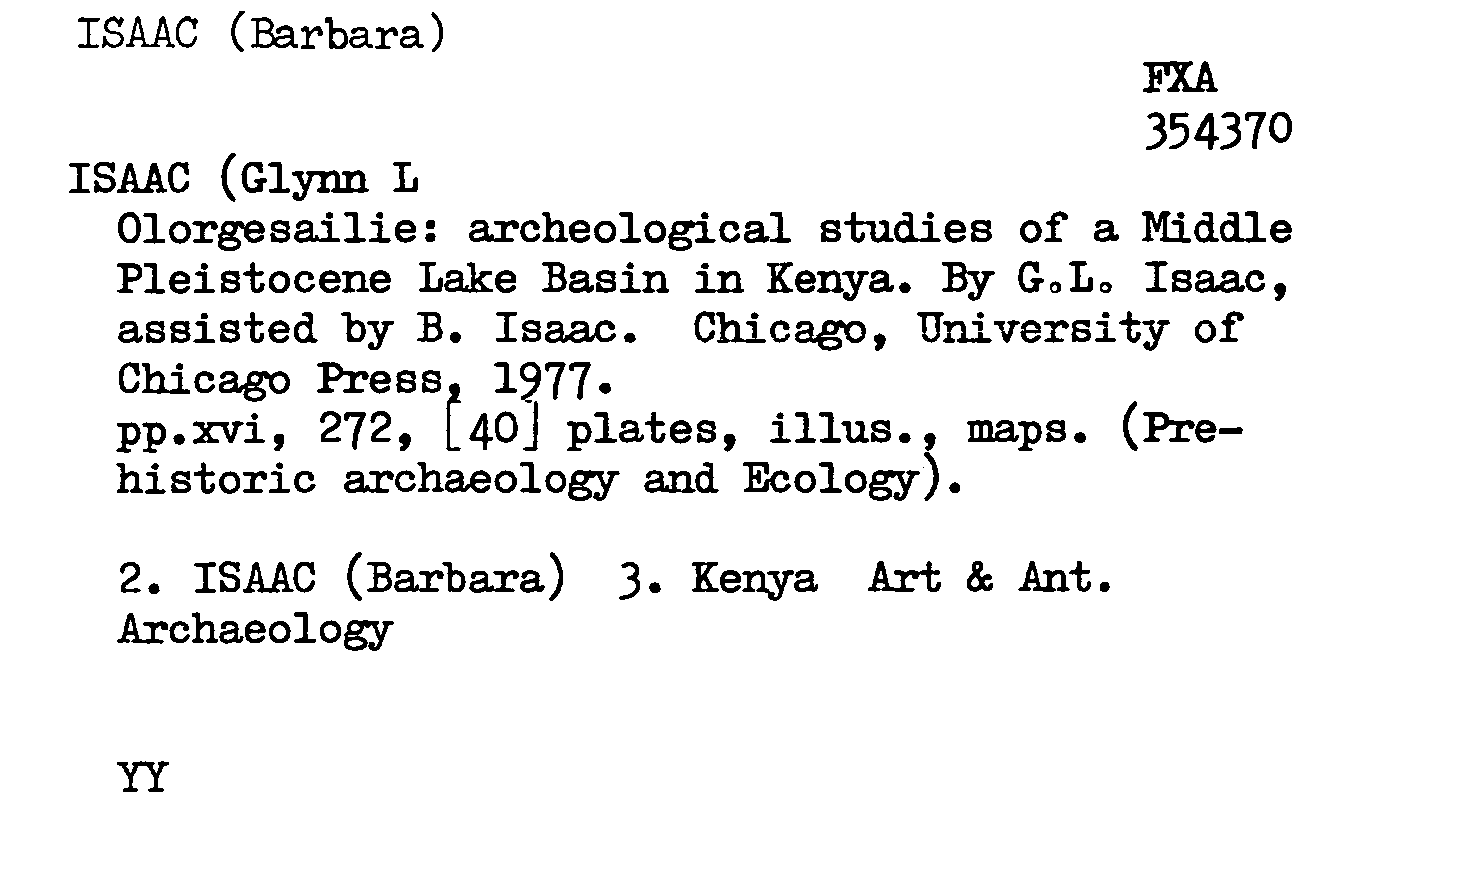 ISAAC (Barbara)
FXA
354370
ISAAC (Glynn L
Olorgesailie: archeological studies of a Middle
Pleistocene Lake Basin in Kenya. By G.L. Isaac,
assisted by B. Isaac. Chicago, University of
Chicago Press, 1977.
pp.xvi, 272, [40] plates, illus., maps. (Pre-
historic archaeology and Ecology).
2. ISAAC (Barbara) 3. Kenya Art & Ant.
Archaeology
YY